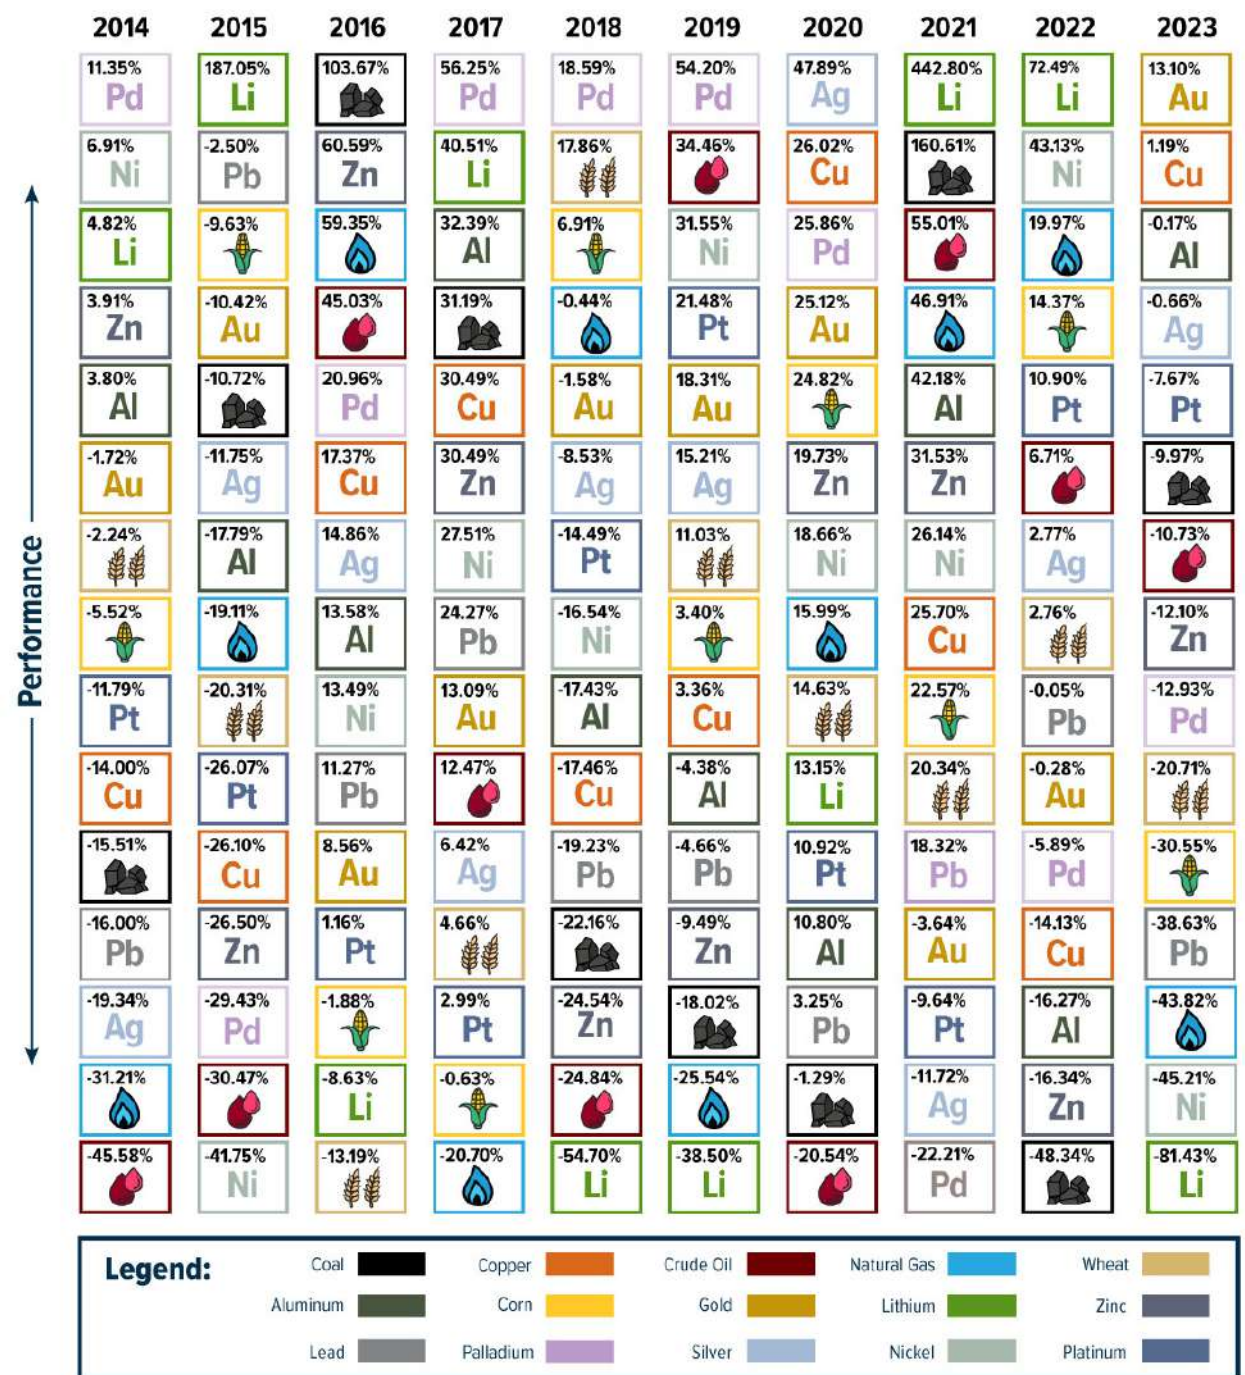 2014 2015 2016 2017 2018 2019 2020 2021 2022 2023
11.35% 187.05% 103.67% 56.25% 18.59% 54.20% 47.89% 442.80% 72.49% 13.10%
Pd Li Pd Pd Pd Ag Li Li Au
6.91% -2.50% 60.59% 40.51% 17.86% 34.46% 26.02% 160.61% 43.13% 1.19%
Ni Pb Zn Li Cu Ni Cu
4.82% -9.63% 59.35% 32.39% 6.91% 31.55% 25.86% 55.01% 19.97% -0.17%
Li Al Ni Pd Al
3.91% -10.42% 45.03% 31.19% -0.44% 21.48% 25.12% 46.91% 14.37% -0.66%
Zn Au Pt Au Ag
3.80% -10.72% 20.96% 30.49% -1.58% 18.31% 24.82% 42.18% 10.90% -7.67%
Al Pd Cu Au Au Al Pt Pt
-1.72% -11.75% 17.37% 30.49% -8.53% 15.21% 19.73% 31.53% 6.71% -9.97%
Au Ag Cu Zn Ag Ag Zn Zn
-2.24% -17.79% 14.86% 27.51% -14.49% 11.03% 18.66% 26.14% 2.77% -10.73%
Al Ag Ni Pt Ni Ni Ag
Performance
-5.52% -19.11% 13.58% 24.27% -16.54% 3.40% 15.99% 25.70% 2.76% -12.10%
Al Pb Ni Cu Zn
-11.79% -20.31% 13.49% 13.09% -17.43% 3.36% 14.63% 22.57% -0.05% -12.93%
Pt Ni Au Al Cu Pb Pd
-14.00% -26.07% 11.27% 12.47% -17.46% -4.38% 13.15% 20.34% -0.28% -20.71%
Cu Pt Pb Cu Al Li Au
-15.51% -26.10% 8.56% 6.42% -19.23% -4.66% 10.92% 18.32% -5.89% -30.55%
Cu Au Ag Pb Pb Pt Pb Pd
-16.00% -26.50% 1.16% 4.66% -22.16% -9.49% 10.80% -3.64% -14.13% -38.63%
Pb Zn Pt Zn Al Au Cu Pb
-19.34% -29.43% -1.88% 2.99% -24.54% -18.02% 3.25% -9.64% -16.27% -43.82%
Ag Pd Pt Zn Pb Pt Al
-31.21% -30.47% -8.63% -0.63% -24.84% -25.54% -1.29% -11.72% -16.34% -45.21%
Li Ag Zn Ni
-45.58% -41.75% -13.19% -20.70% -54.70% -38.50% -20.54% -22.21% -48.34% -81.43%
Ni Li Li Pd Li
Legend:
Coal Copper Crude Oil Natural Gas Wheat
Aluminum Corn Gold Lithium Zinc
Lead Palladium Silver Nickel Platinum